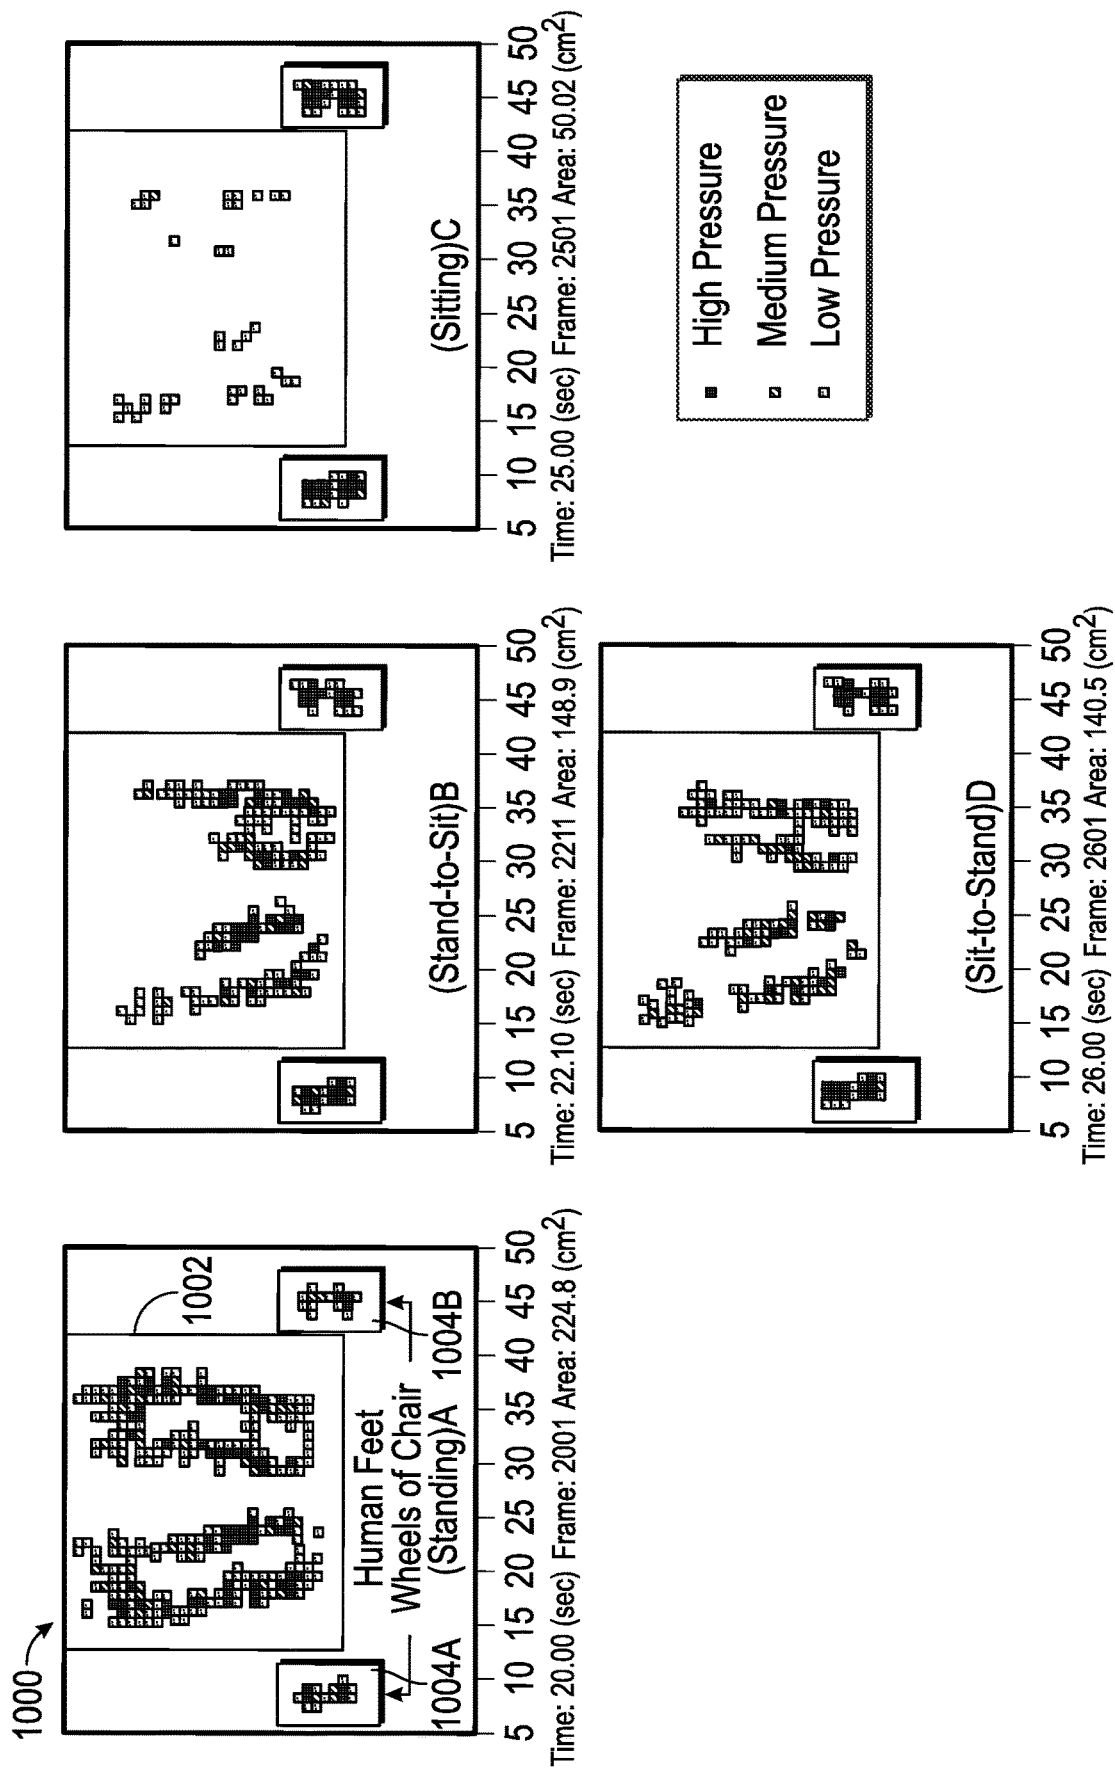 1000
1002
1004A
1004B
Human Feet
Wheels of Chair
(Standing)A
5 10 15 20 25 30 35 40 45 50
Time: 20.00 (sec) Frame: 2001 Area: 224.8 (cm2)
(Stand-to-Sit)B
5 10 15 20 25 30 35 40 45 50
Time: 22.10 (sec) Frame: 2211 Area: 148.9 (cm2)
(Sitting)C
5 10 15 20 25 30 35 40 45 50
Time: 25.00 (sec) Frame: 2501 Area: 50.02 (cm2)
(Sit-to-Stand)D
5 10 15 20 25 30 35 40 45 50
Time: 26.00 (sec) Frame: 2601 Area: 140.5 (cm2)
High Pressure
Medium Pressure
Low Pressure